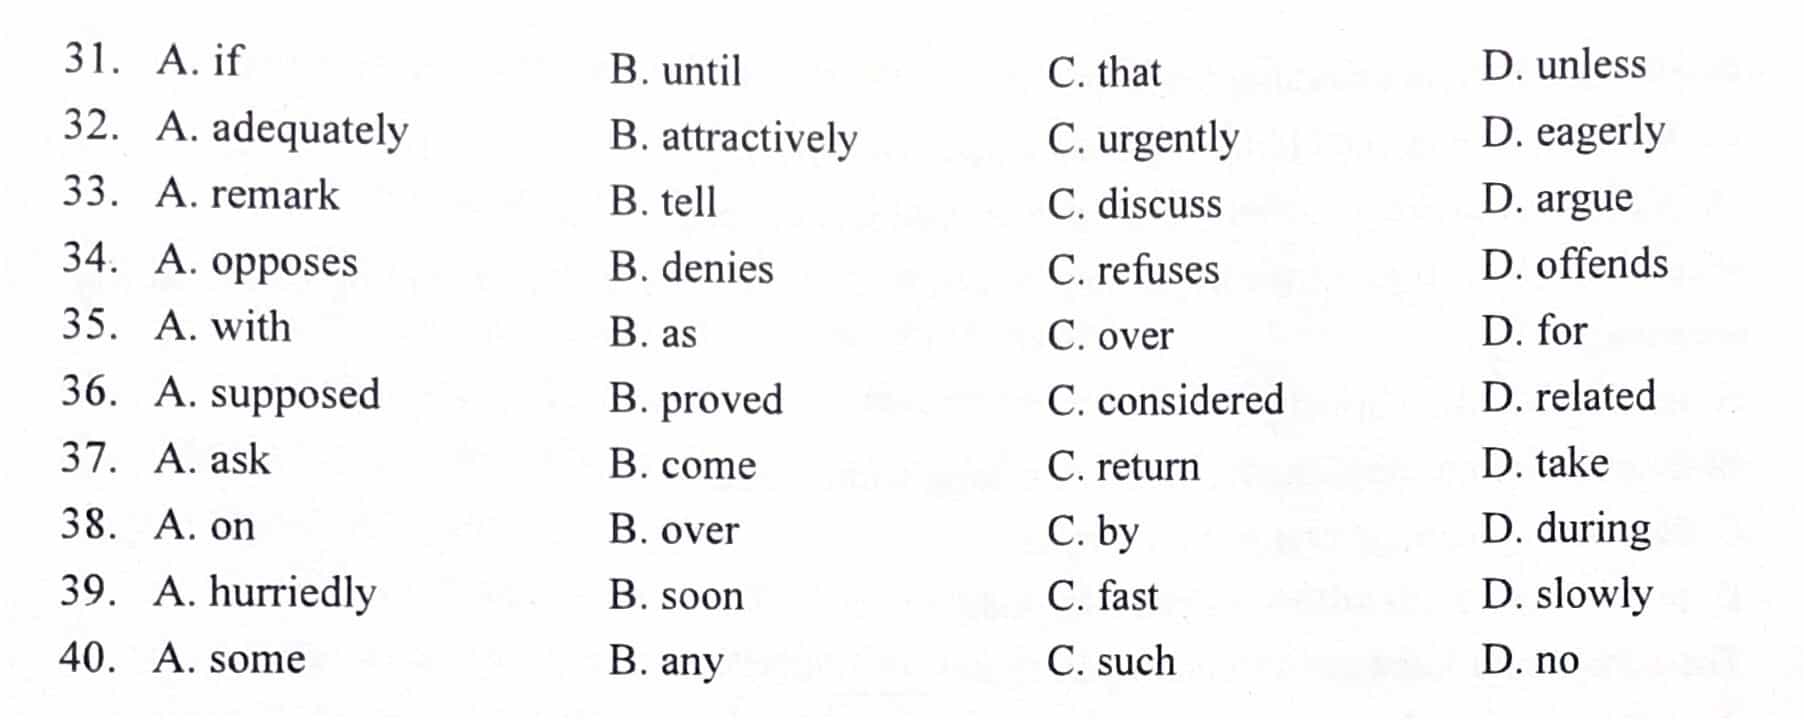 31. A. if B. until C. that D. unless
32. A. adequately B. attractively C. urgently D. eagerly
33. A. remark B. tell C. discuss D. argue
34. A. opposes B. denies C. refuses D. offends
35. A. with B. as C. over D. for
36. A. supposed B. proved C. considered D. related
37. A. ask B. come C. return D. take
38. A. on B. over C. by D. during
39. A. hurriedly B. soon C. fast D. slowly
40. A. some B. any C. such D. no